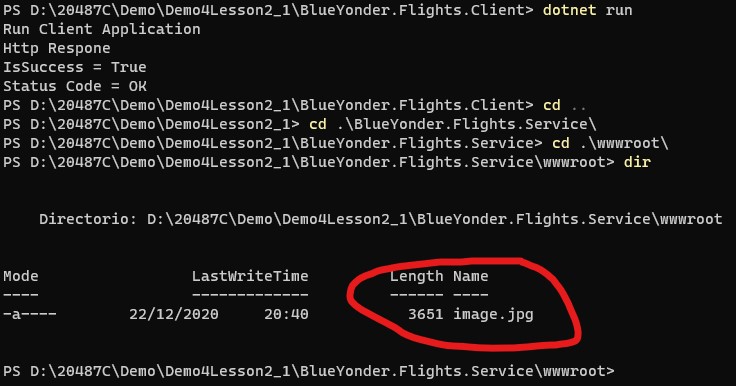 PS D:\20487C\Demo\Demo4Lesson2_1\BlueYonder.Flights.Client> dotnet run
Run Client Application
Http Respone
IsSuccess = True
Status Code = OK
PS D:\20487C\Demo\Demo4Lesson2_1\BlueYonder.Flights.Client> cd ..
PS D:\20487C\Demo\Demo4Lesson2_1> cd .\BlueYonder.Flights.Service\
PS D:\20487C\Demo\Demo4Lesson2_1\BlueYonder.Flights.Service> cd .\wwwroot\
PS D:\20487C\Demo\Demo4Lesson2_1\BlueYonder.Flights.Service\wwwroot> dir
Directorio: D:\20487C\Demo\Demo4Lesson2_1\BlueYonder.Flights.Service\wwwroot
Mode LastWriteTime Length Name
---- ------------- ------ ----
-a---- 22/12/2020 20:40 3651 image.jpg
PS D:\20487C\Demo\Demo4Lesson2_1\BlueYonder.Flights.Service\wwwroot>